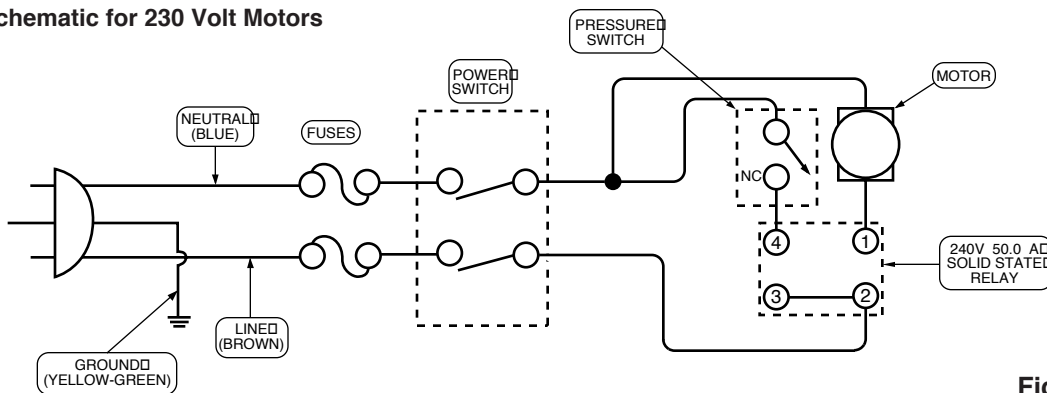 chematic for 230 Volt Motors
PRESSURE
SWITCH
POWER
SWITCH
MOTOR
NEUTRAL
(BLUE)
FUSES
NC
4
1
240V 50.0 A
SOLID STATE
RELAY
3
2
LINE
(BROWN)
GROUND
(YELLOW-GREEN)
Fig